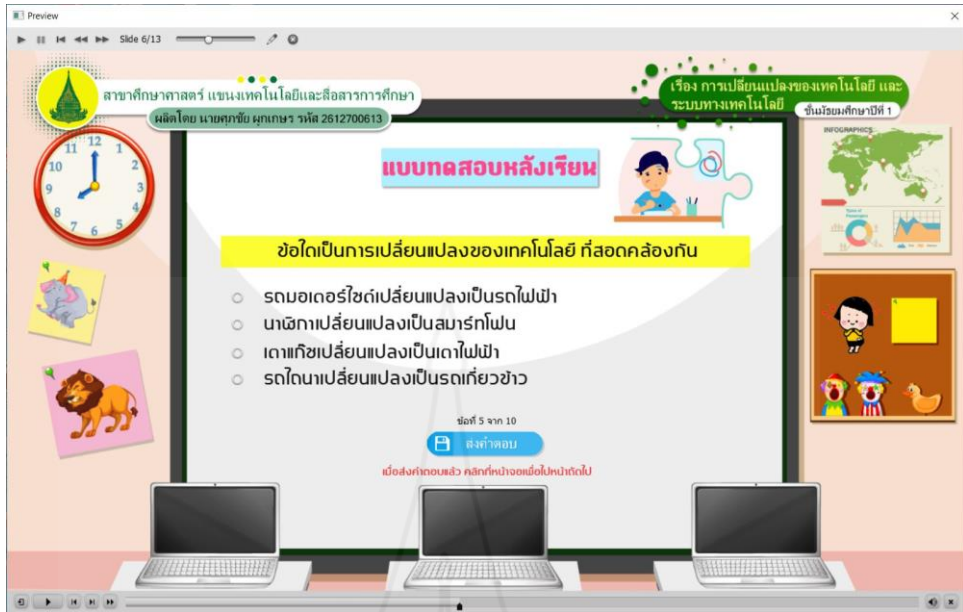 Preview
Slide 6/13
สาขาศึกษาศาสตร์ แขนงเทคโนโลยีและสื่อสารการศึกษา
ผลิตโดย นายศุภชัย ผูกเกษร รหัส 2612700613
เรื่อง การเปลี่ยนแปลงของเทคโนโลยี และ
ระบบทางเทคโนโลยี
ชั้นมัธยมศึกษาปีที่ 1
11 12 1
10 2
9 3
8 4
7 6 5
INFOGRAPHICS
แบบทดสอบหลังเรียน
ข้อใดเป็นการเปลี่ยนแปลงของเทคโนโลยี ที่สอดคล้องกัน
รถมอเตอร์ไซด์เปลี่ยนแปลงเป็นรถไฟฟ้า
นาฬิกาเปลี่ยนแปลงเป็นสมาร์ทโฟน
เตาแก๊ซเปลี่ยนแปลงเป็นเตาไฟฟ้า
รถไถนาเปลี่ยนแปลงเป็นรถเกี่ยวข้าว
ข้อที่ 5 จาก 10
ส่งคำตอบ
เมื่อส่งคำตอบแล้ว คลิกที่หน้าจอเพื่อไปหน้าถัดไป